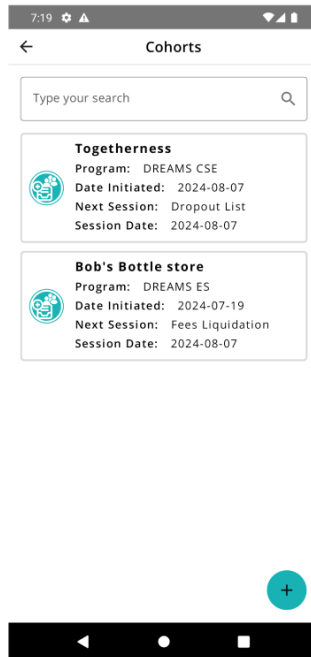 7:19
Cohorts
Type your search
Togetherness
Program: DREAMS CSE
Date Initiated: 2024-08-07
Next Session: Dropout List
Session Date: 2024-08-07
Bob's Bottle store
Program: DREAMS ES
Date Initiated: 2024-07-19
Next Session: Fees Liquidation
Session Date: 2024-08-07